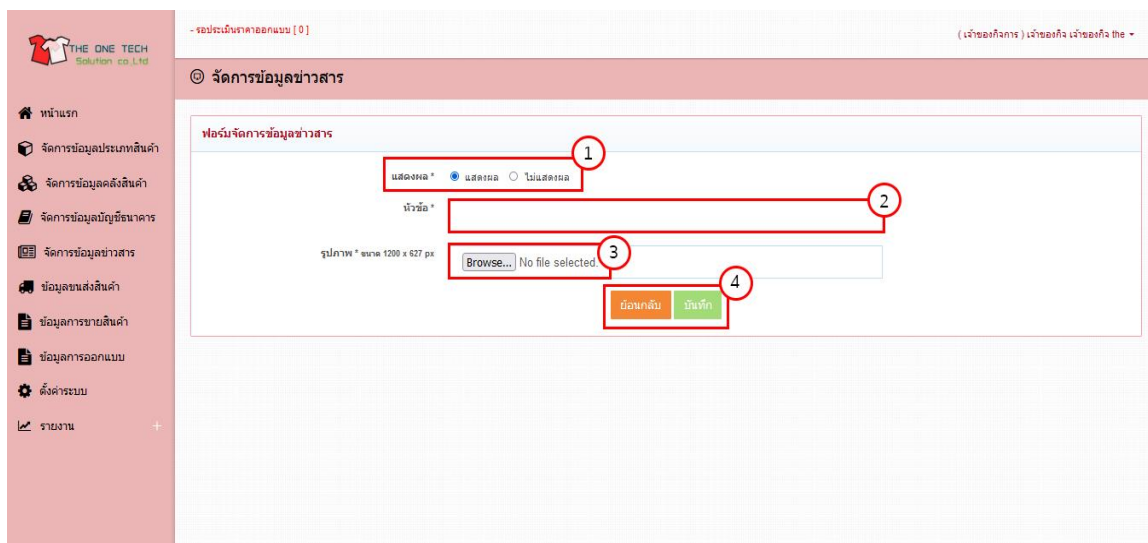 THE ONE TECH
Solution co.,Ltd
- รอประเมินราคาออกแบบ [ 0 ]
( เจ้าของกิจการ ) เจ้าของกิจ เจ้าของกิจ the
จัดการข้อมูลข่าวสาร
หน้าแรก
จัดการข้อมูลประเภทสินค้า
จัดการข้อมูลคลังสินค้า
จัดการข้อมูลบัญชีธนาคาร
จัดการข้อมูลข่าวสาร
ข้อมูลขนส่งสินค้า
ข้อมูลการขายสินค้า
ข้อมูลการออกแบบ
ตั้งค่าระบบ
รายงาน +
ฟอร์มจัดการข้อมูลข่าวสาร
1
แสดงผล * แสดงผล ไม่แสดงผล
2
หัวข้อ *
3
รูปภาพ * ขนาด 1200 x 627 px Browse... No file selected.
4
ย้อนกลับ บันทึก